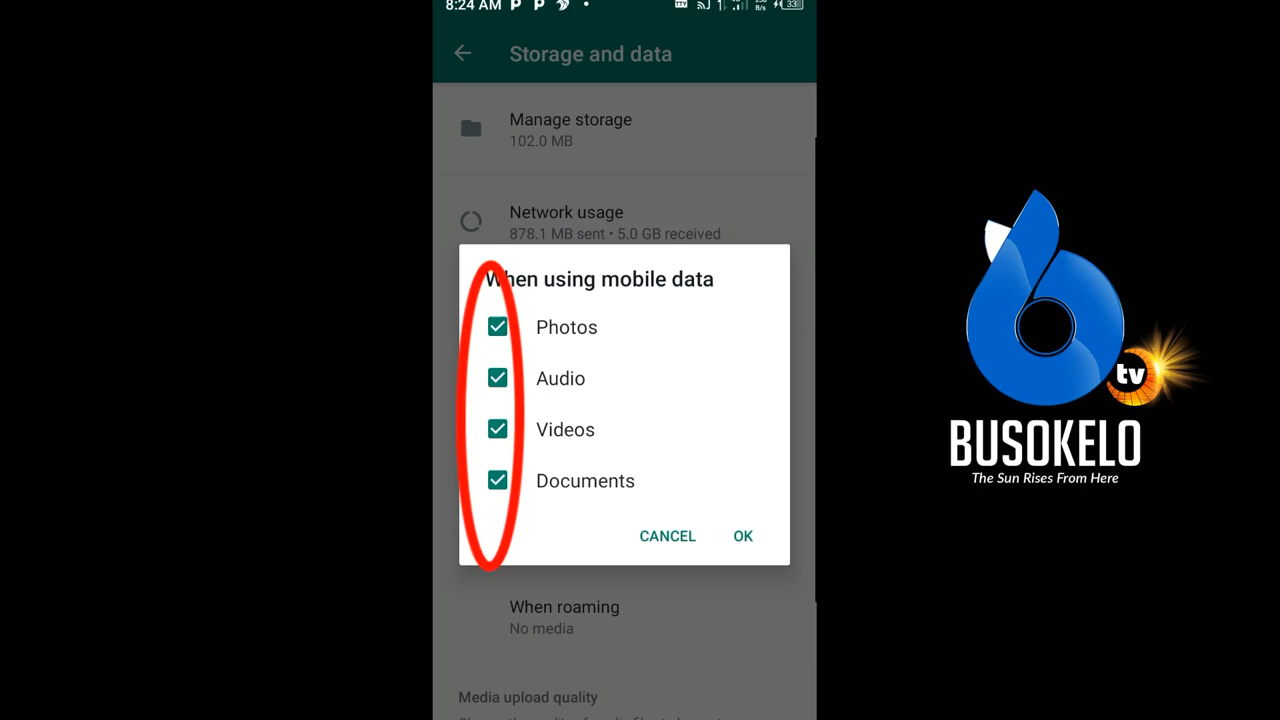 8:24 AM
Storage and data
Manage storage
102.0 MB
Network usage
878.1 MB sent • 5.0 GB received
When using mobile data
Photos
Audio
Videos
Documents
CANCEL OK
When roaming
No media
Media upload quality
tv
BUSOKELO
The Sun Rises From Here